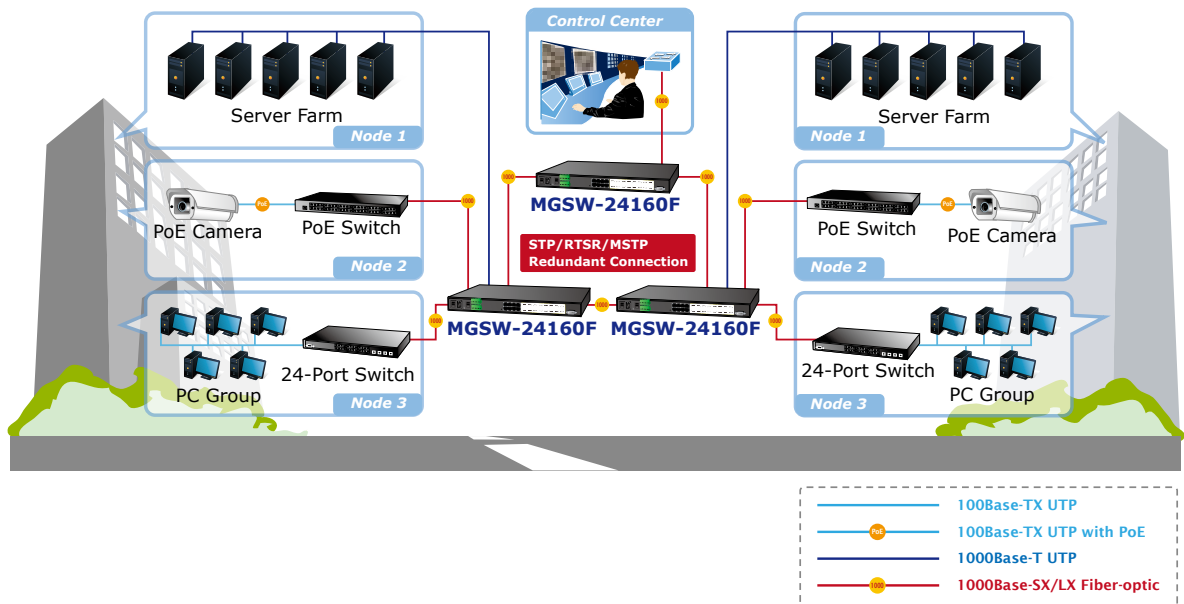 Control Center
Server Farm
Node 1
Server Farm
Node 1
1000
1000
1000
MGSW-24160F
PoE
PoE Camera
PoE Switch
1000
Node 2
1000
PoE
PoE Switch
PoE Camera
Node 2
STP/RTSR/MSTP
Redundant Connection
1000
MGSW-24160F
1000
MGSW-24160F
1000
24-Port Switch
PC Group
Node 3
24-Port Switch
PC Group
Node 3
100Base-TX UTP
PoE
100Base-TX UTP with PoE
1000Base-T UTP
1000
1000Base-SX/LX Fiber-optic